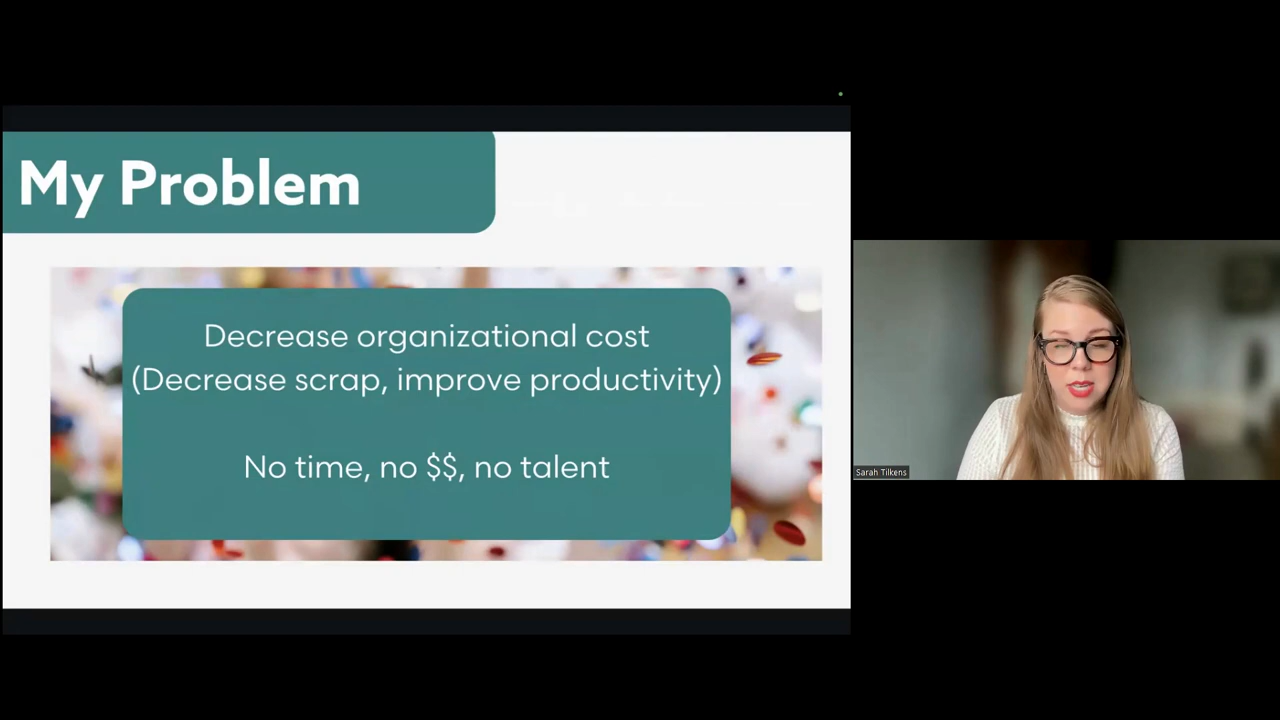 My Problem
Decrease organizational cost
(Decrease scrap, improve productivity)
No time, no $$, no talent
Sarah Tilkens